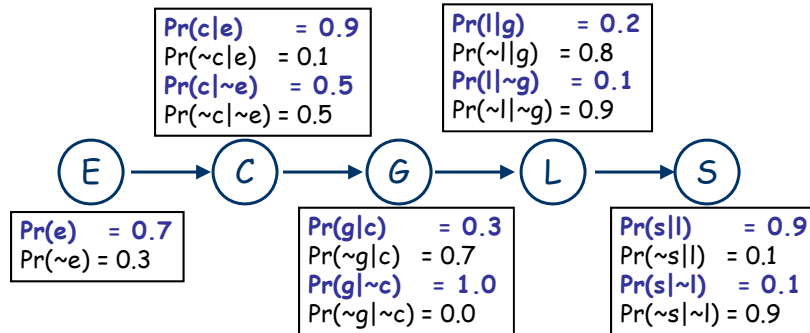 Pr(c|e) = 0.9
Pr(~c|e) = 0.1
Pr(c|~e) = 0.5
Pr(~c|~e) = 0.5
Pr(l|g) = 0.2
Pr(~l|g) = 0.8
Pr(l|~g) = 0.1
Pr(~l|~g) = 0.9
E C G L S
Pr(e) = 0.7
Pr(~e) = 0.3
Pr(g|c) = 0.3
Pr(~g|c) = 0.7
Pr(g|~c) = 1.0
Pr(~g|~c) = 0.0
Pr(s|l) = 0.9
Pr(~s|l) = 0.1
Pr(s|~l) = 0.1
Pr(~s|~l) = 0.9